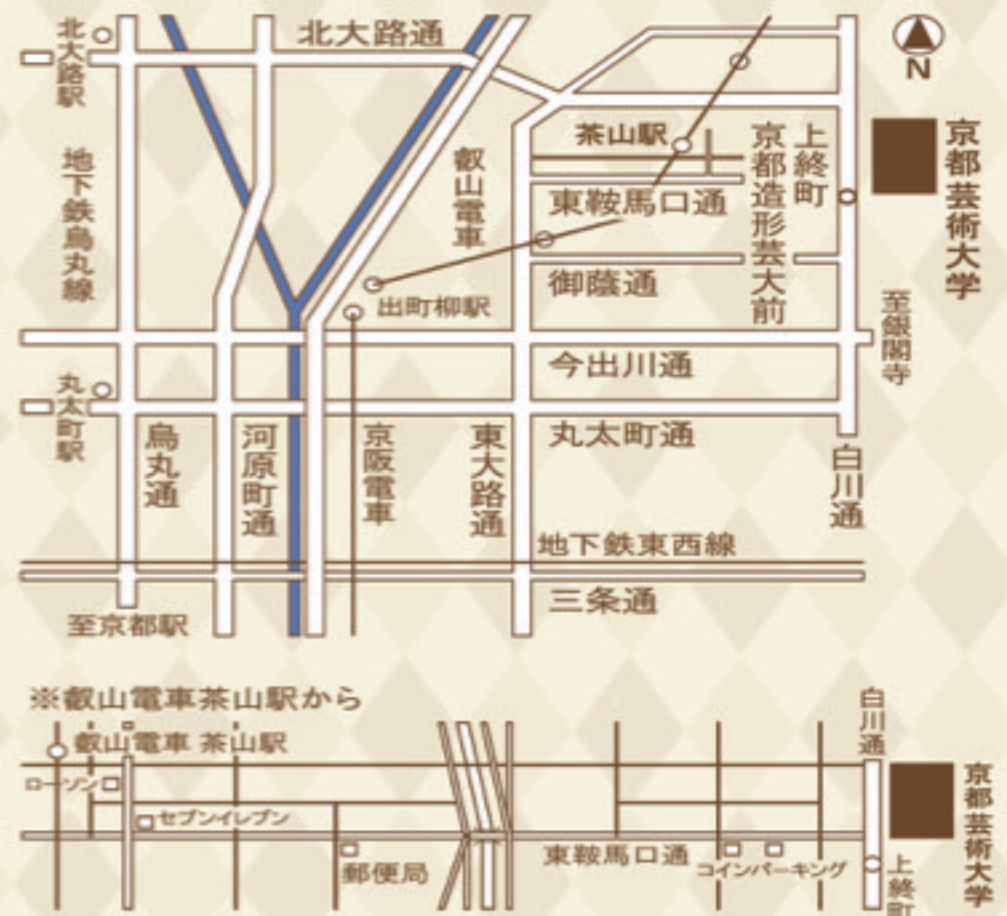 北大路駅
北大路通
N
地下鉄烏丸線
叡山電車
茶山駅
京都造形芸大前
上終町
京都芸術大学
東鞍馬口通
御蔭通
出町柳駅
至銀閣寺
今出川通
丸太町駅
丸太町通
烏丸通
河原町通
京阪電車
東大路通
白川通
地下鉄東西線
三条通
至京都駅
※叡山電車茶山駅から
叡山電車 茶山駅
白川通
ローソン
セブンイレブン
京都芸術大学
郵便局
東鞍馬口通
コインパーキング
上終町